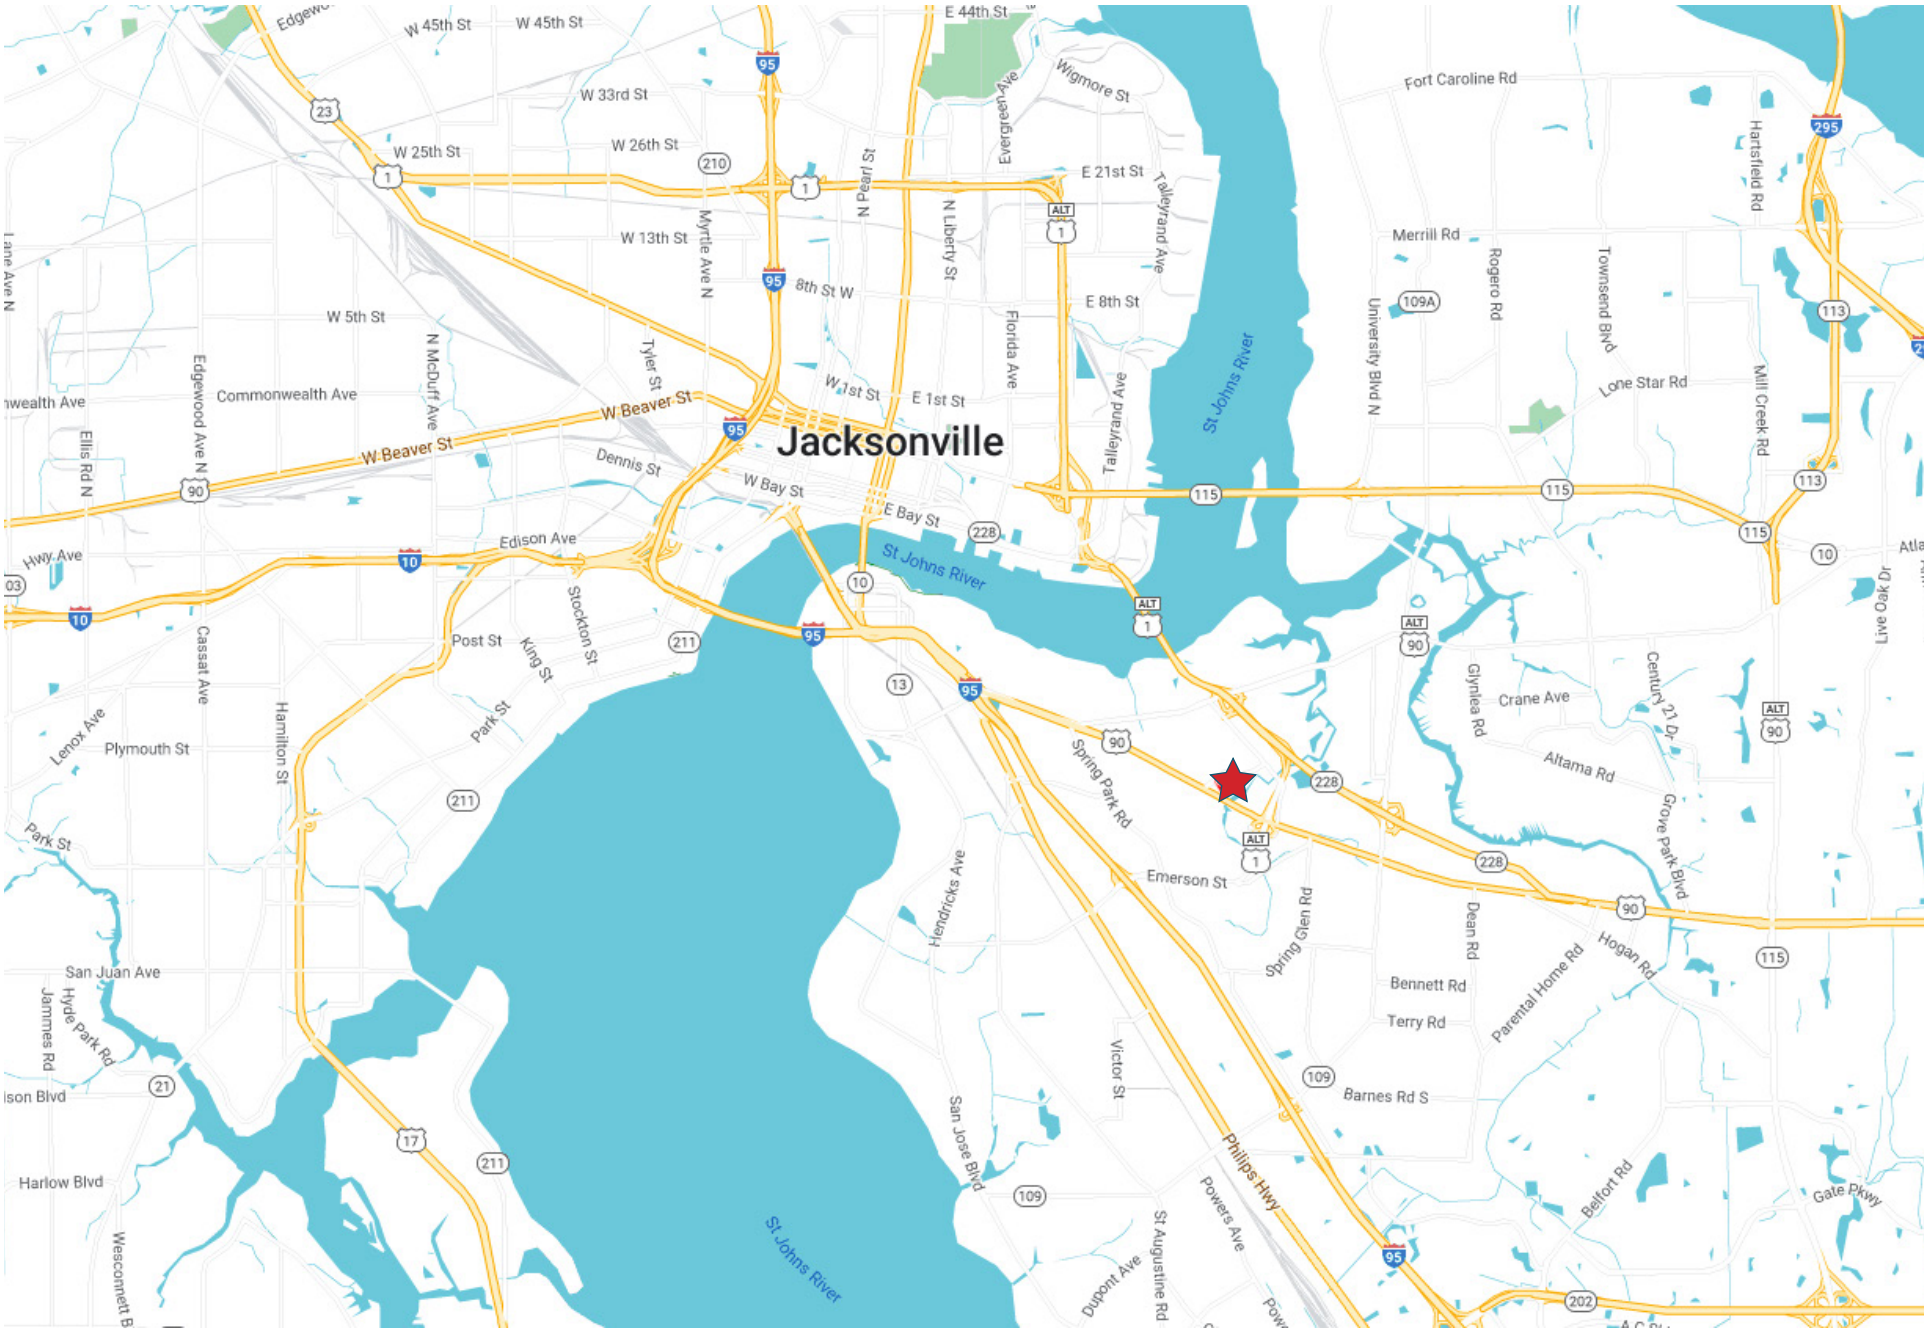 Edgewo
W 45th St
W 45th St
E 44th St
95
Wigmore St
Fort Caroline Rd
23
W 33rd St
Evergreen Ave
295
Hartsfield Rd
W 25th St
W 26th St
210
1
1
N Pearl St
E 21st St
Talleyrand Ave
ALT
1
N Liberty St
Myrtle Ave N
W 13th St
Merrill Rd
Lane Ave N
95
8th St W
E 8th St
109A
Rogero Rd
Townsend Blvd
113
W 5th St
N McDuff Ave
Tyler St
Florida Ave
University Blvd N
St Johns River
Edgewood Ave N
Commonwealth Ave
nwealth Ave
W Beaver St
W 1st St
E 1st St
Talleyrand Ave
Lone Star Rd
Mill Creek Rd
95
Jacksonville
W Beaver St
Ellis Rd N
Dennis St
W Bay St
90
115
115
113
E Bay St
228
115
10
Atla
Hwy Ave
Edison Ave
10
St Johns River
03
10
10
Stockton St
ALT
1
ALT
90
Live Oak Dr
Cassat Ave
Post St
King St
211
95
13
95
Glynlea Rd
Crane Ave
Century 21 Dr
ALT
90
Lenox Ave
Plymouth St
Hamilton St
Park St
90
Spring Park Rd
228
Altama Rd
211
Park St
ALT
1
228
Grove Park Blvd
Hendricks Ave
Emerson St
Spring Glen Rd
90
Dean Rd
Hogan Rd
115
San Juan Ave
Jammes Rd
Hyde Park Rd
Bennett Rd
Parental Home Rd
Terry Rd
Victor St
109
21
Barnes Rd S
ison Blvd
San Jose Blvd
17
211
Philips Hwy
Harlow Blvd
109
Powers Ave
Belfort Rd
Gate Pkwy
St Johns River
St Augustine Rd
Wesconnett B
Dupont Ave
95
202
Powe